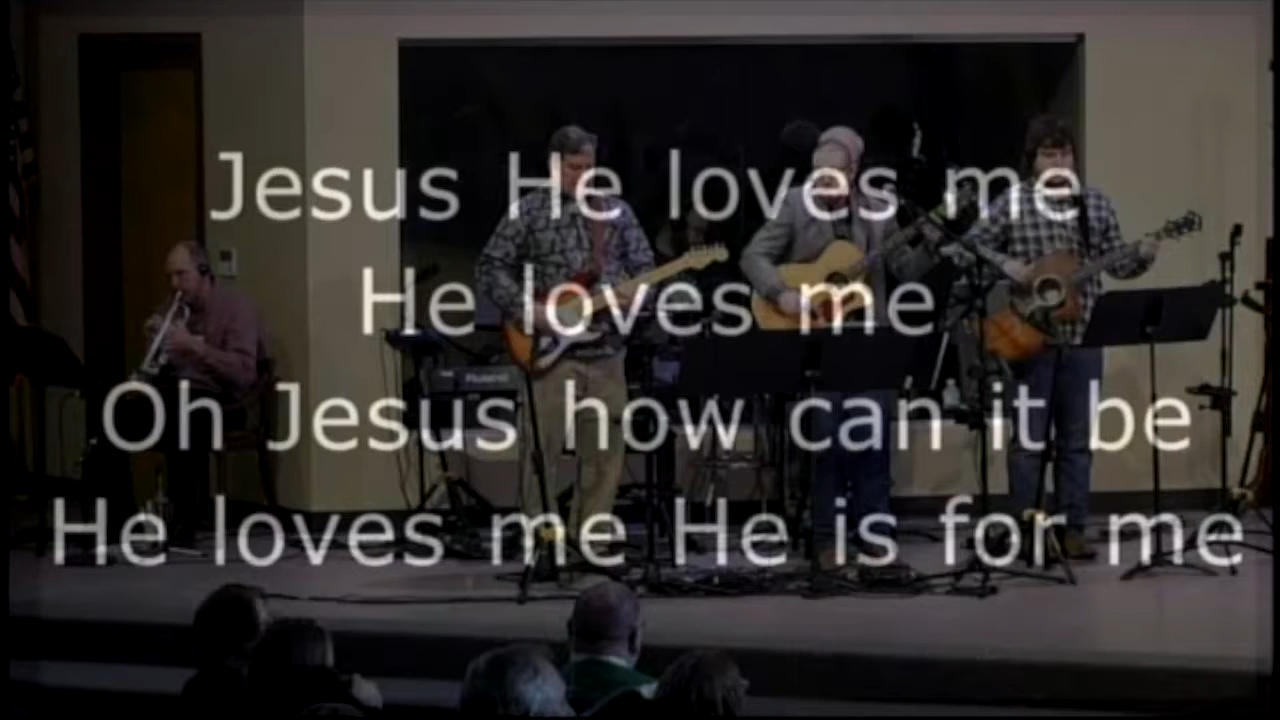 Jesus He loves me
He loves me
Oh Jesus how can it be
He loves me He is for me
Roland